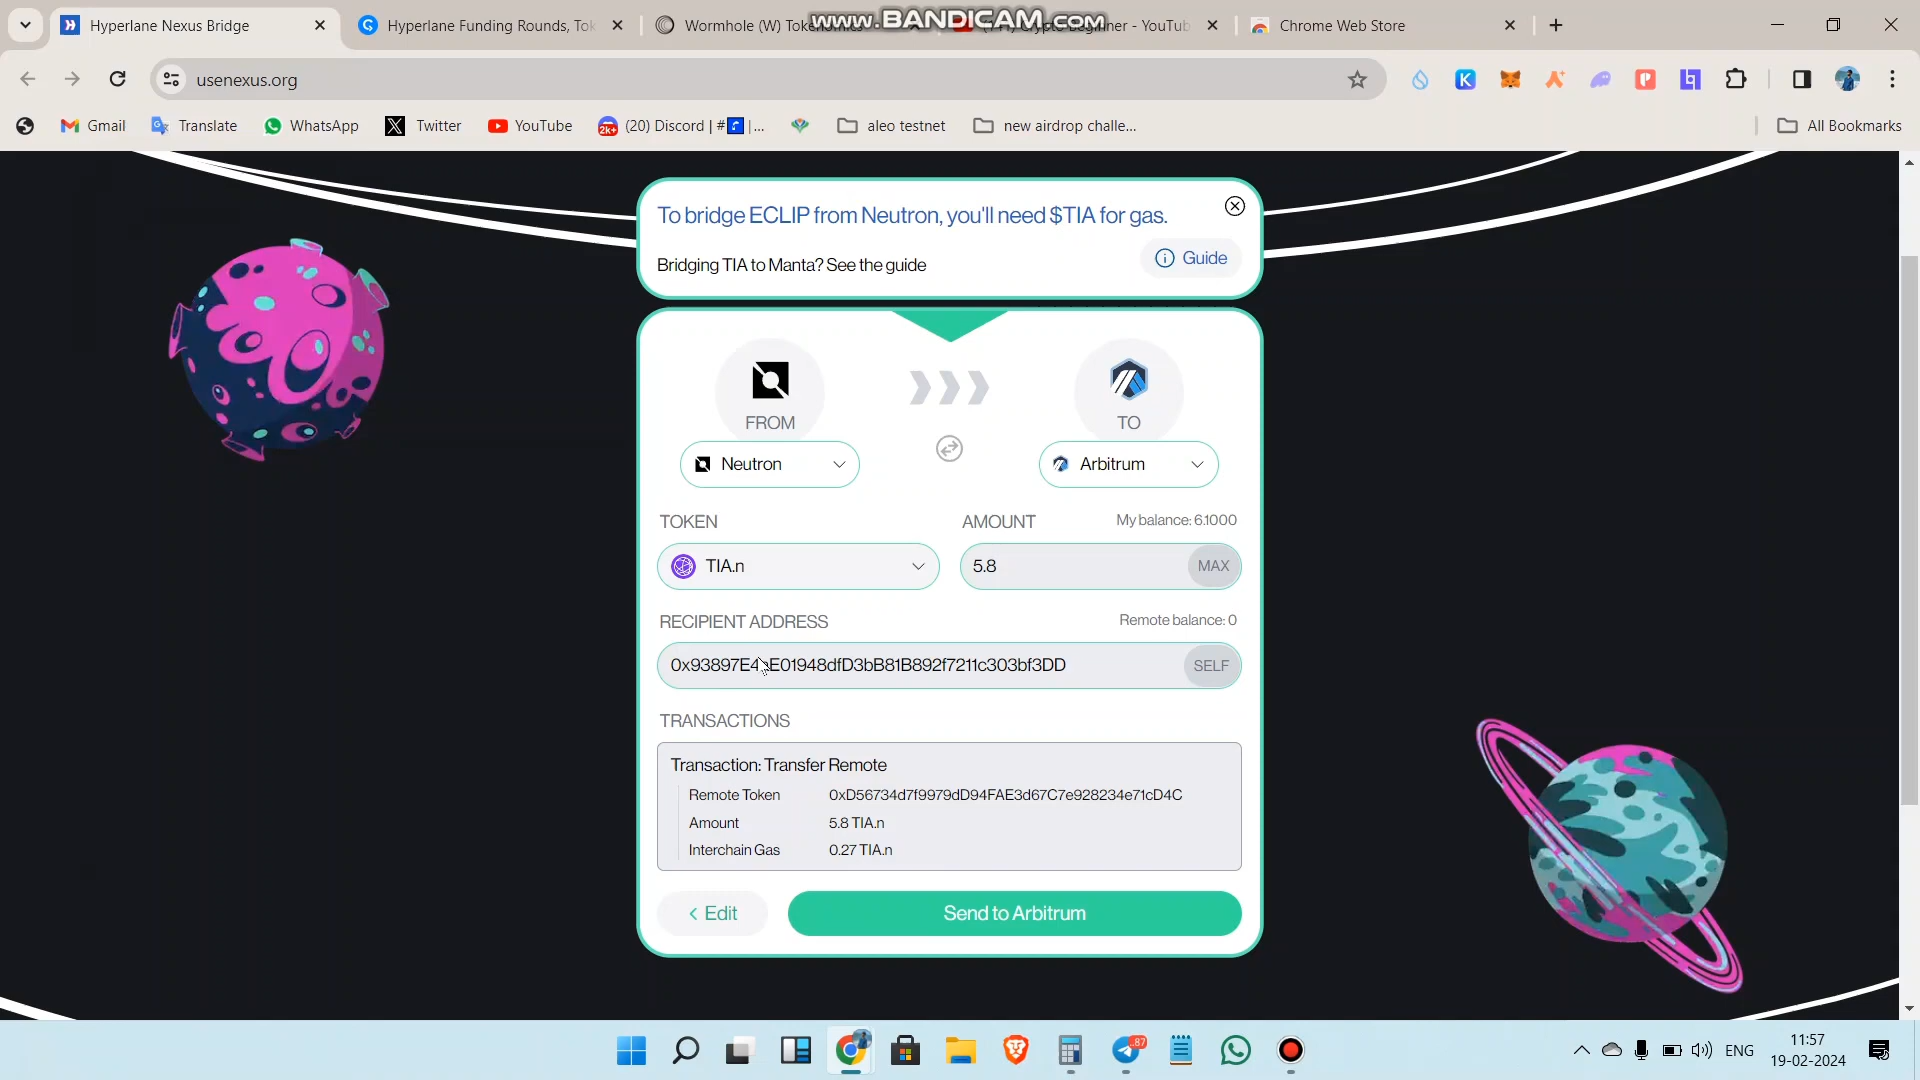 www.BANDICAM.com
Hyperlane Nexus Bridge
Hyperlane Funding Rounds, Tok
Wormhole (W) Tokenomics
Crypto Beginner - YouTub
Chrome Web Store
usenexus.org
Gmail
Translate
WhatsApp
Twitter
YouTube
(20) Discord | # | ...
aleo testnet
new airdrop challe...
All Bookmarks
To bridge ECLIP from Neutron, you'll need $TIA for gas.
Bridging TIA to Manta? See the guide
Guide
FROM
TO
Neutron
Arbitrum
TOKEN
AMOUNT
My balance: 6.1000
TIA.n
5.8
MAX
RECIPIENT ADDRESS
Remote balance: 0
SELF
TRANSACTIONS
Transaction: Transfer Remote
Remote Token 0xD56734d7f9979dD94FAE3d67C7e928234e71cD4C
Amount 5.8 TIA.n
Interchain Gas 0.27 TIA.n
Edit
Send to Arbitrum
87
ENG
11:57
19-02-2024